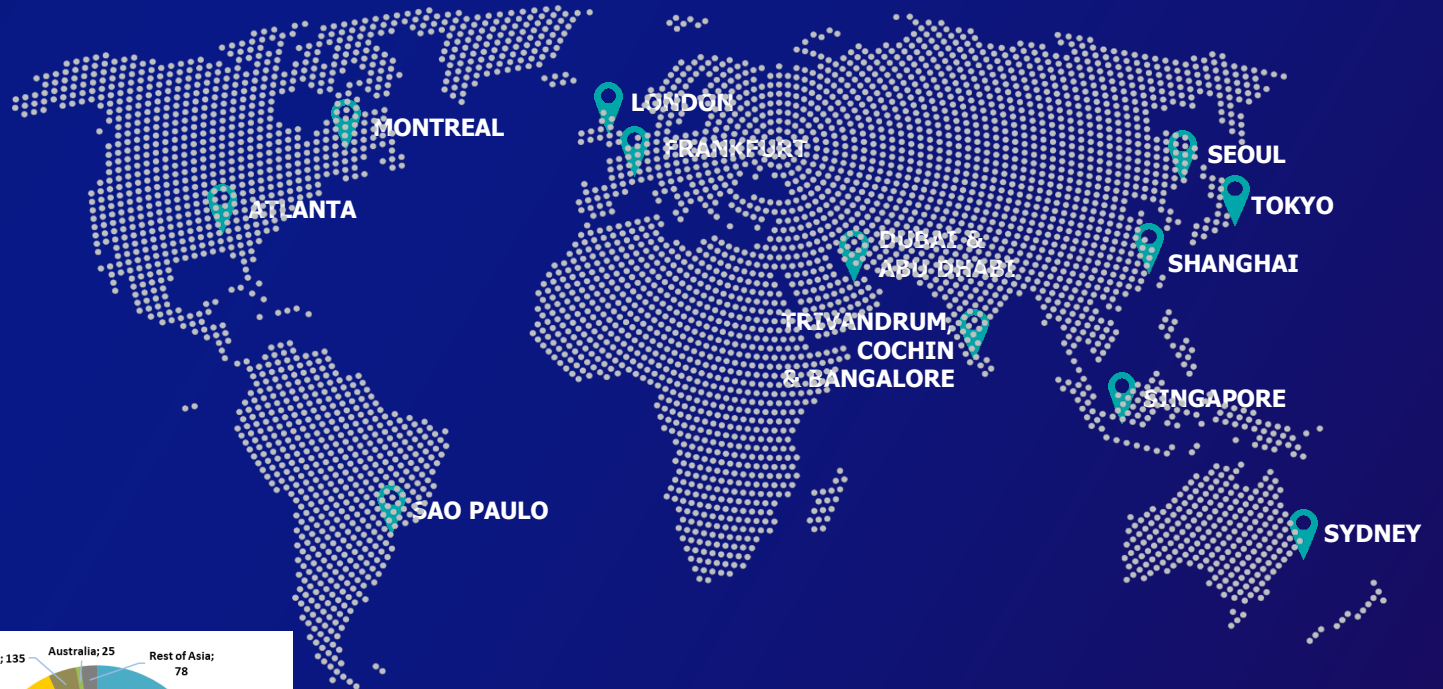 LONDON
MONTREAL
FRANKFURT
SEOUL
ATLANTA
TOKYO
DUBAI &
ABU DHABI
SHANGHAI
TRIVANDRUM,
COCHIN
& BANGALORE
SINGAPORE
SAO PAULO
SYDNEY
; 135
Australia; 25
Rest of Asia;
78